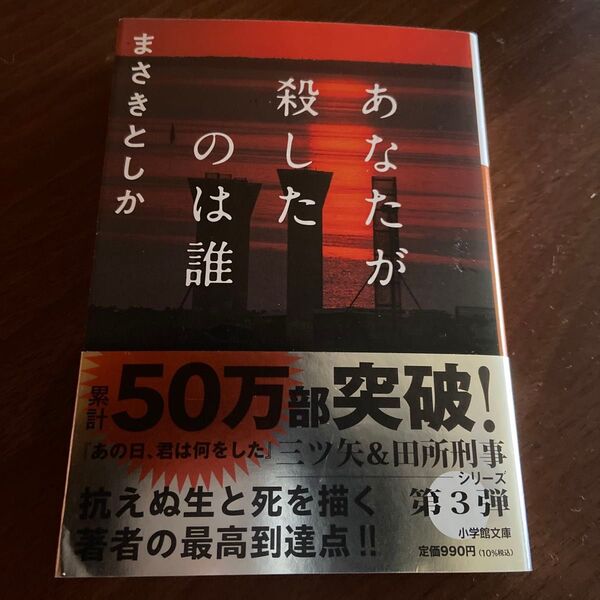 あなたが
殺した
のは誰
まさきとしか
累計50万部突破!
『あの日、君は何をした』三ツ矢&田所刑事
シリーズ
第3弾
抗えぬ生と死を描く
著者の最高到達点!!
小学館文庫
定価990円(10%税込)